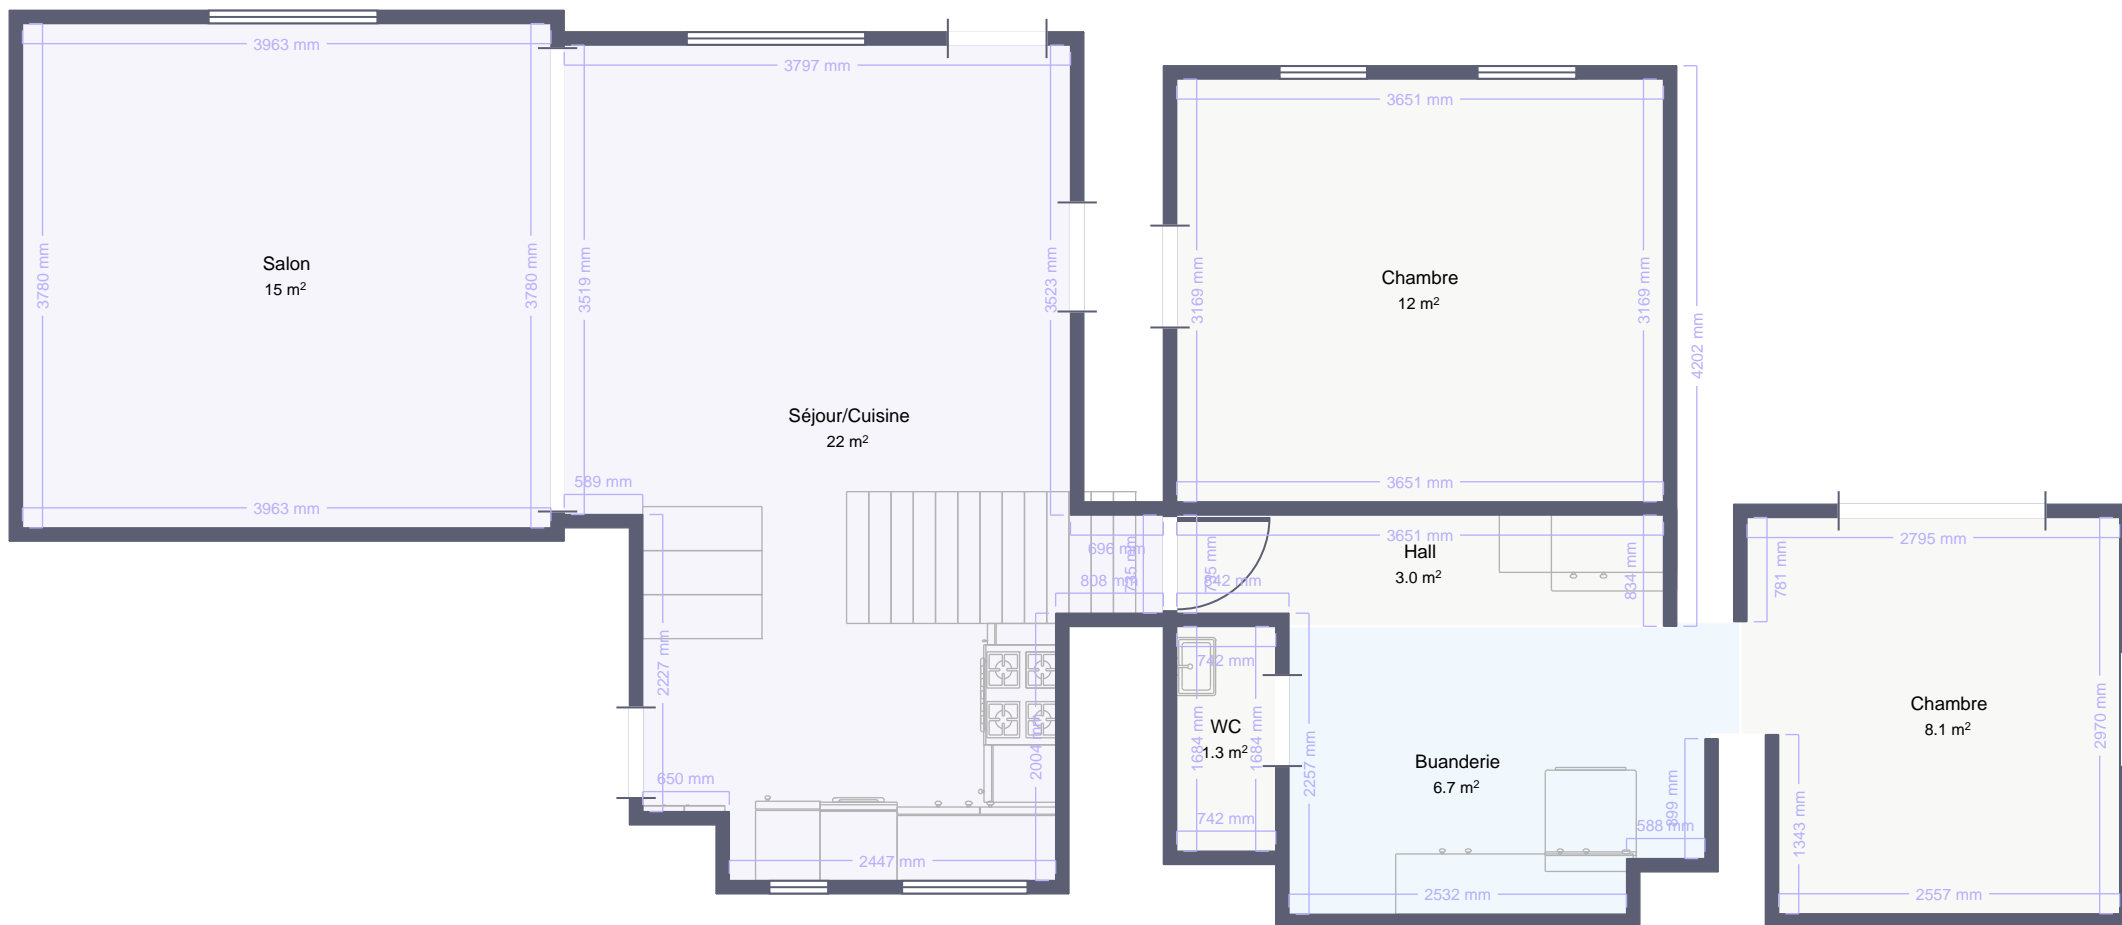 3963 mm
3797 mm
3651 mm
3780 mm
3780 mm
3519 mm
3523 mm
3169 mm
3169 mm
4202 mm
Salon
15 m²
Chambre
12 m²
Séjour/Cuisine
22 m²
589 mm
3963 mm
3651 mm
696 mm
3651 mm
Hall
3.0 m²
808 mm
735 mm
735 mm
842 mm
834 mm
2795 mm
781 mm
2227 mm
742 mm
2004 mm
WC
1.3 m²
1684 mm
1684 mm
2257 mm
Buanderie
6.7 m²
Chambre
8.1 m²
2970 mm
650 mm
742 mm
899 mm
588 mm
1343 mm
2447 mm
2532 mm
2557 mm